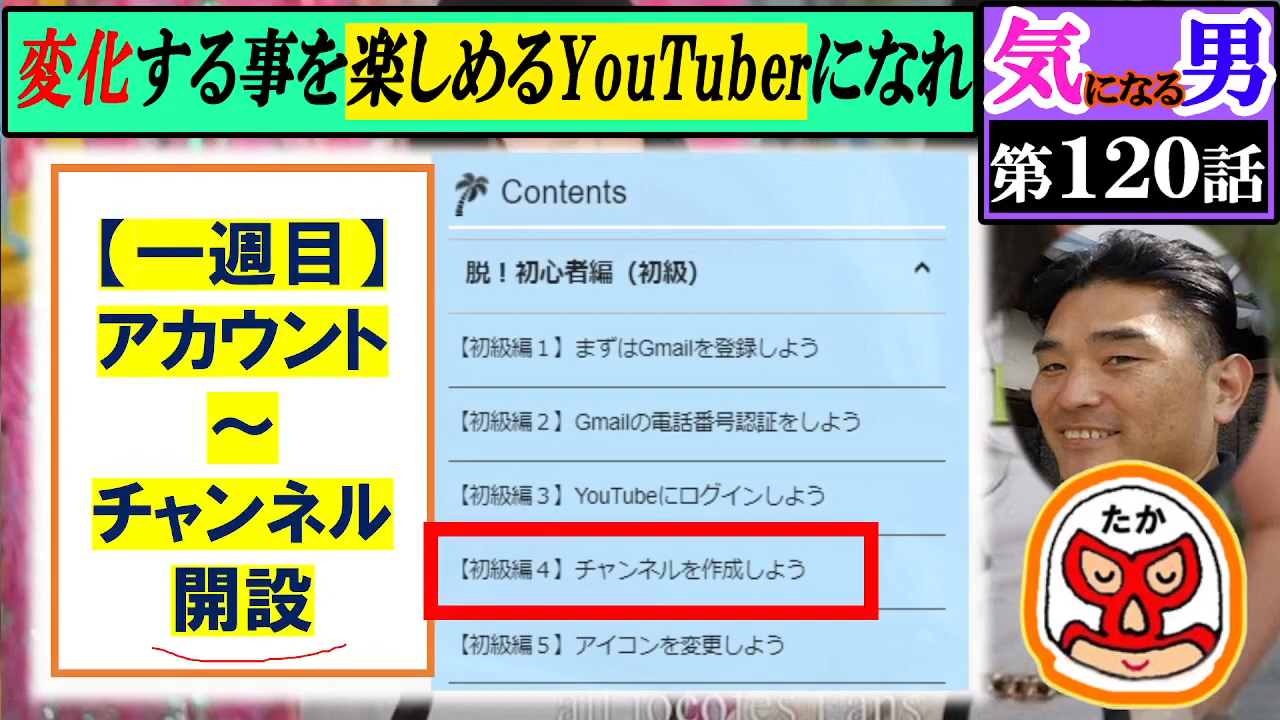 変化する事を楽しめるYouTuberになれ
気になる男
第120話
【一週目】
アカウント
～
チャンネル
開設
Contents
脱！初心者編（初級）
【初級編１】まずはGmailを登録しよう
【初級編２】Gmailの電話番号認証をしよう
【初級編３】YouTubeにログインしよう
【初級編４】チャンネルを作成しよう
【初級編５】アイコンを変更しよう
たか